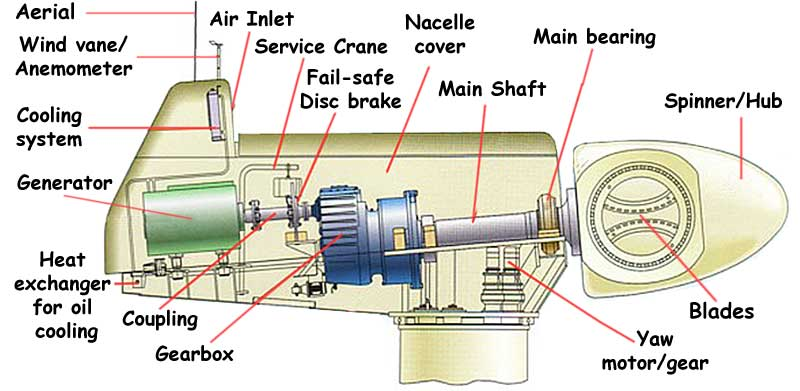 Aerial
Wind vane/
Anemometer
Air Inlet
Service Crane
Fail-safe
Disc brake
Nacelle
cover
Main Shaft
Main bearing
Spinner/Hub
Cooling
system
Generator
Heat
exchanger
for oil
cooling
Coupling
Gearbox
Yaw
motor/gear
Blades